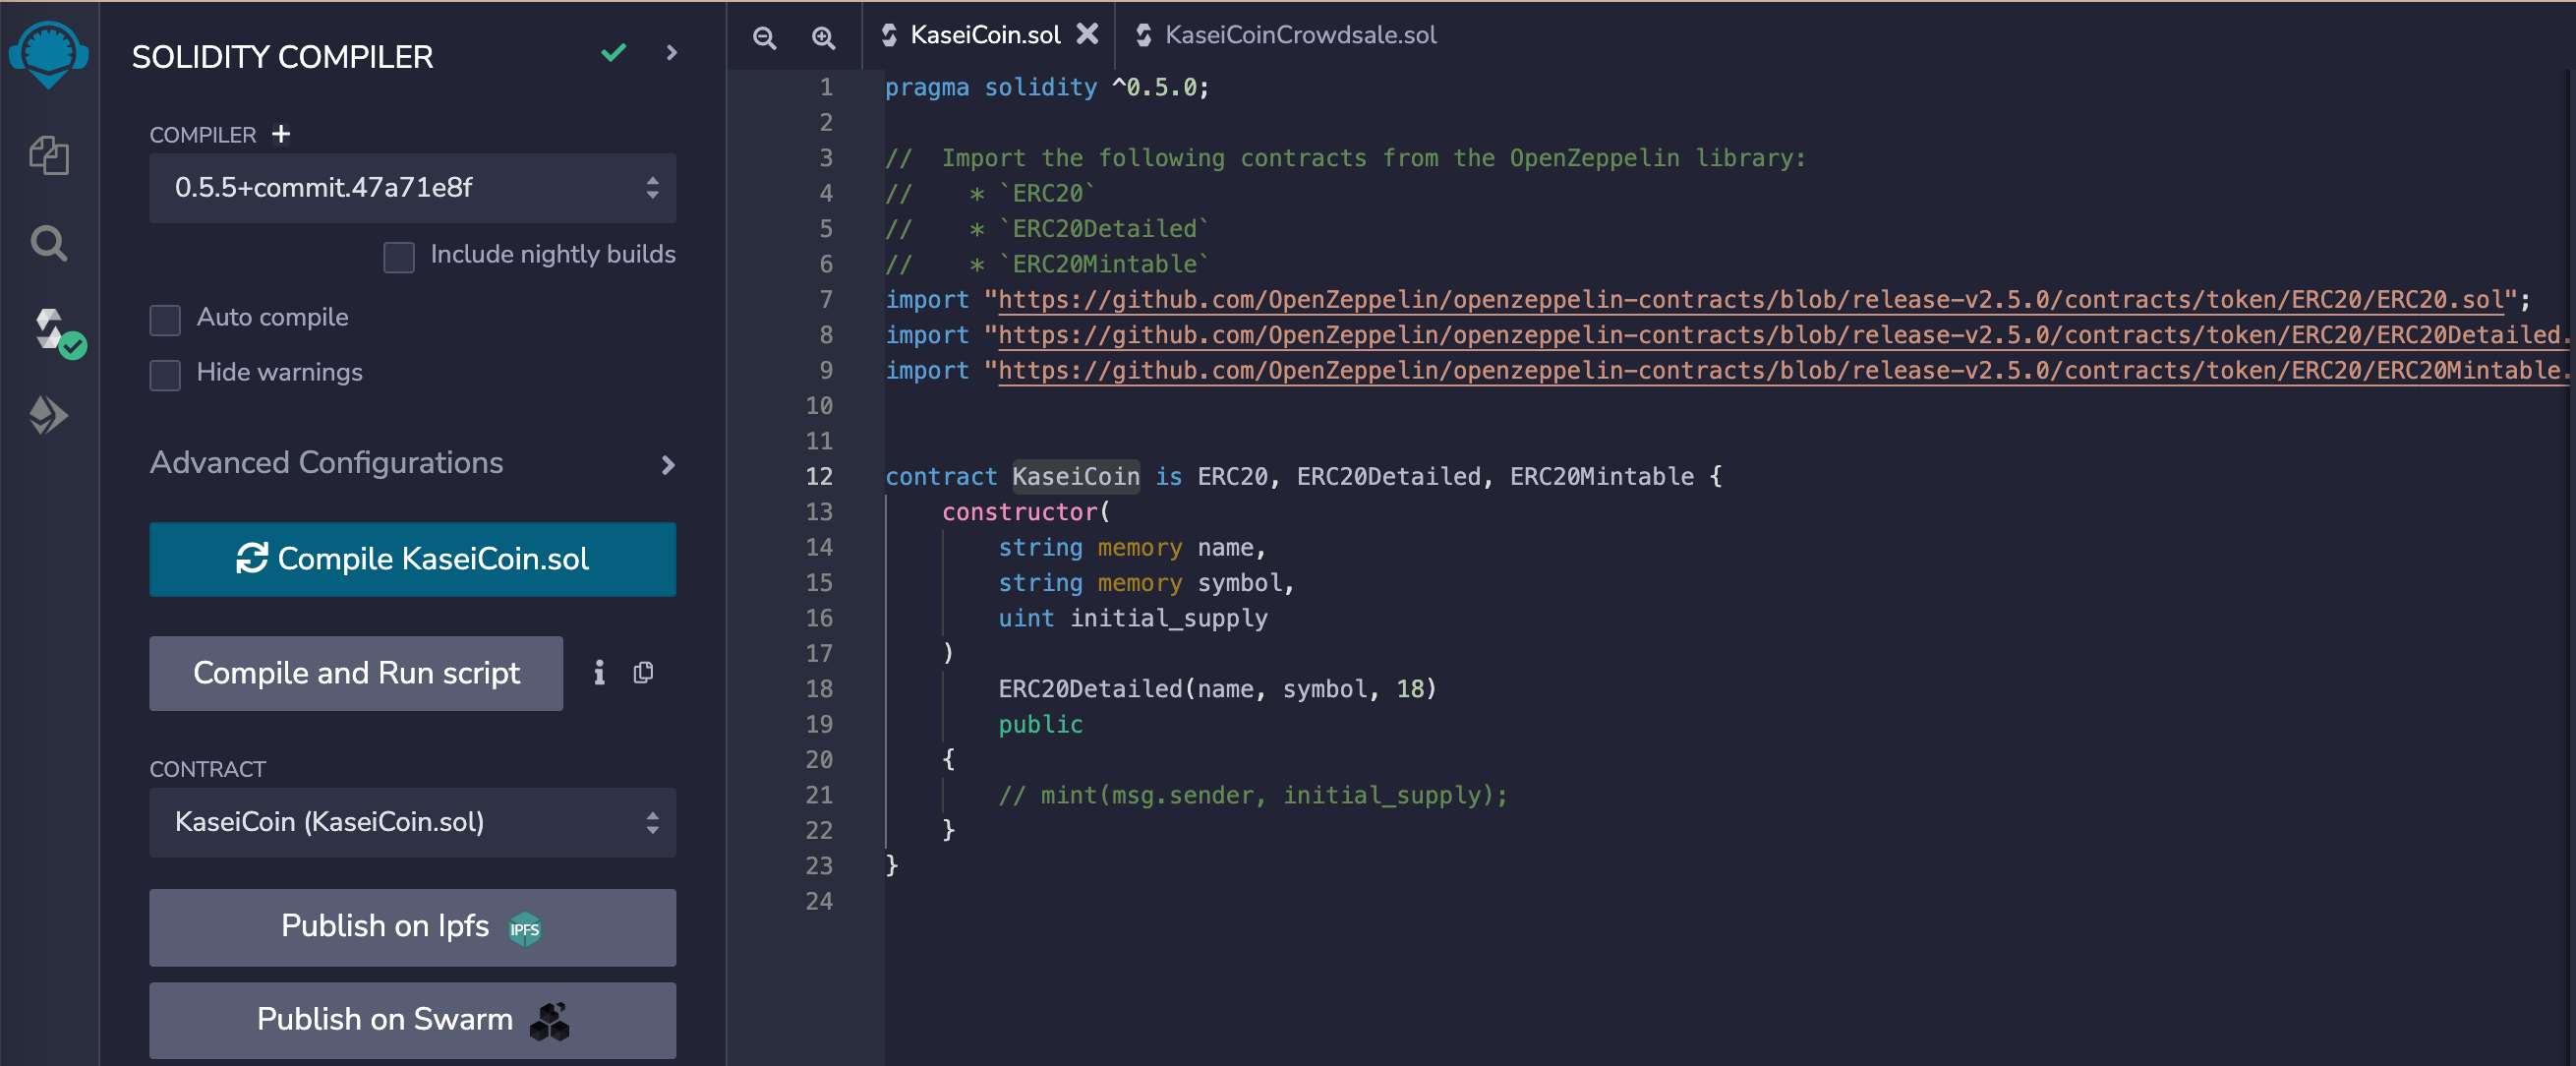 SOLIDITY COMPILER
COMPILER +
0.5.5+commit.47a71e8f
Include nightly builds
Auto compile
Hide warnings
Advanced Configurations
Compile KaseiCoin.sol
Compile and Run script
CONTRACT
KaseiCoin (KaseiCoin.sol)
Publish on Ipfs IPFS
Publish on Swarm
KaseiCoin.sol KaseiCoinCrowdsale.sol
1 pragma solidity ^0.5.0;
2
3 //  Import the following contracts from the OpenZeppelin library:
4 //    * `ERC20`
5 //    * `ERC20Detailed`
6 //    * `ERC20Mintable`
7 import "https://github.com/OpenZeppelin/openzeppelin-contracts/blob/release-v2.5.0/contracts/token/ERC20/ERC20.sol";
8 import "https://github.com/OpenZeppelin/openzeppelin-contracts/blob/release-v2.5.0/contracts/token/ERC20/ERC20Detailed.
9 import "https://github.com/OpenZeppelin/openzeppelin-contracts/blob/release-v2.5.0/contracts/token/ERC20/ERC20Mintable.
10
11
12 contract KaseiCoin is ERC20, ERC20Detailed, ERC20Mintable {
13     constructor(
14         string memory name,
15         string memory symbol,
16         uint initial_supply
17     )
18         ERC20Detailed(name, symbol, 18)
19         public
20     {
21         // mint(msg.sender, initial_supply);
22     }
23 }
24